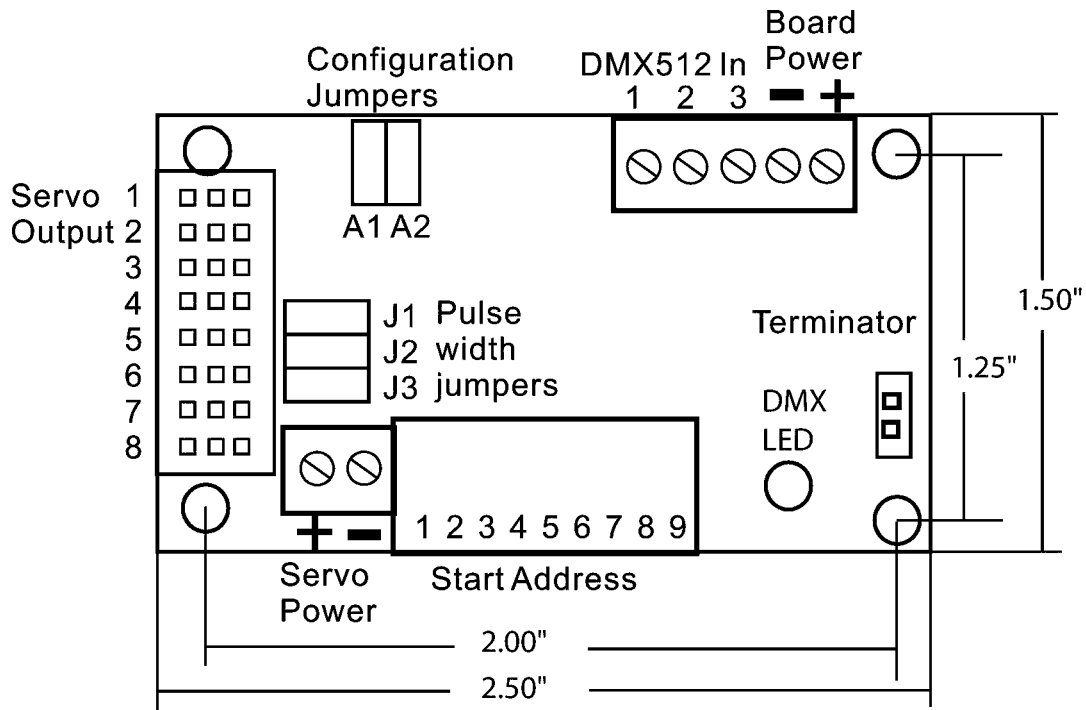 Board
Power
Configuration
Jumpers
DMX512 In
1 2 3 - +
Servo
Output
1
2
3
4
5
6
7
8
A1 A2
J1 Pulse
J2 width
J3 jumpers
Terminator
1.50"
1.25"
DMX
LED
1 2 3 4 5 6 7 8 9
+ -
Servo
Power
Start Address
2.00"
2.50"